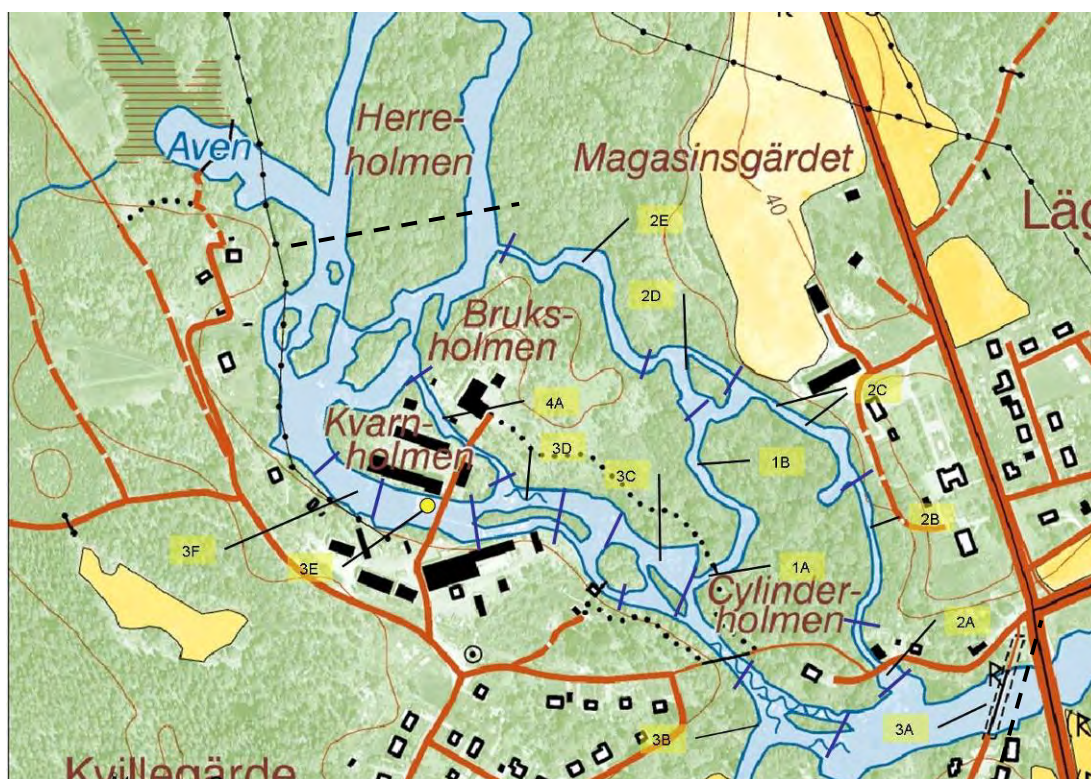 Aven
Herre-
holmen
Magasinsgärdet
40
Läg
2E
2D
Bruks-
holmen
4A
2C
Kvarn-
holmen
3D
3C
1B
2B
3F
3E
1A
Cylinder-
holmen
2A
R
3A
3B
Kvillegärde